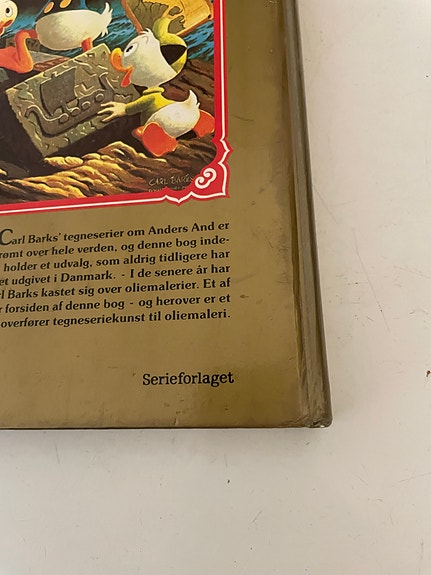 CARL BARKS
Carl Barks' tegneserier om Anders And er
rømt over hele verden, og denne bog inde-
holder et udvalg, som aldrig tidligere har
et udgivet i Danmark. - I de senere år har
rl Barks kastet sig over oliemalerier. Et af
r forsiden af denne bog - og herover er et
overfører tegneseriekunst til oliemaleri.
Serieforlaget